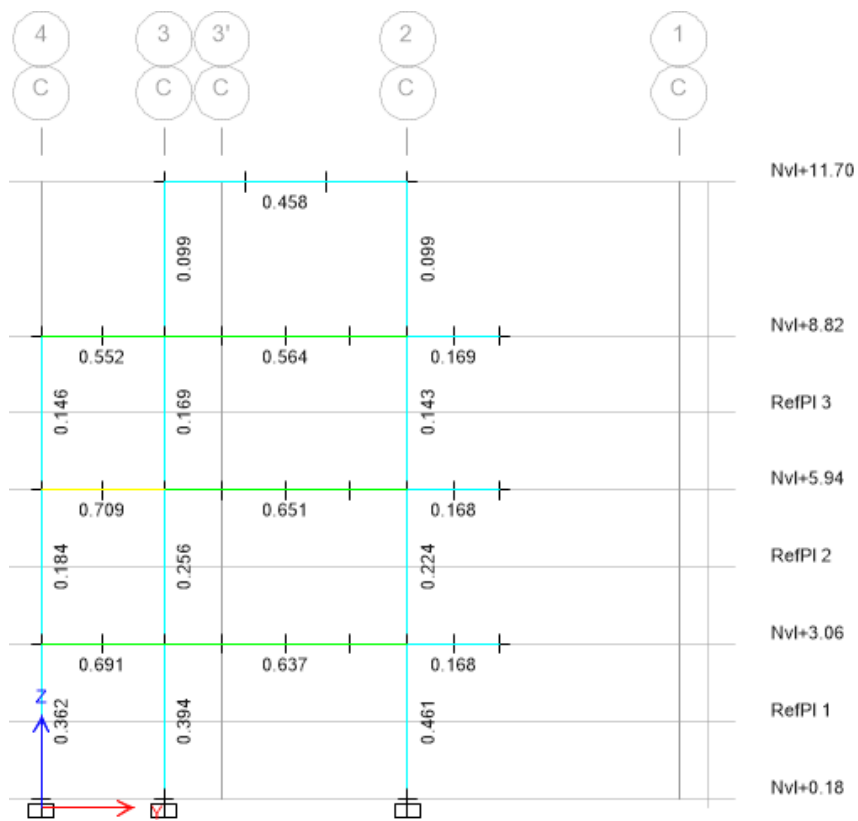 4 3 3' 2 1
C C C C C
Nvl+11.70
0.458
0.099 0.099
Nvl+8.82
0.552 0.564 0.169
0.146 0.169 0.143
RefPl 3
Nvl+5.94
0.709 0.651 0.168
0.184 0.256 0.224
RefPl 2
Nvl+3.06
0.691 0.637 0.168
Z
0.362 0.394 0.461
RefPl 1
Nvl+0.18
Y